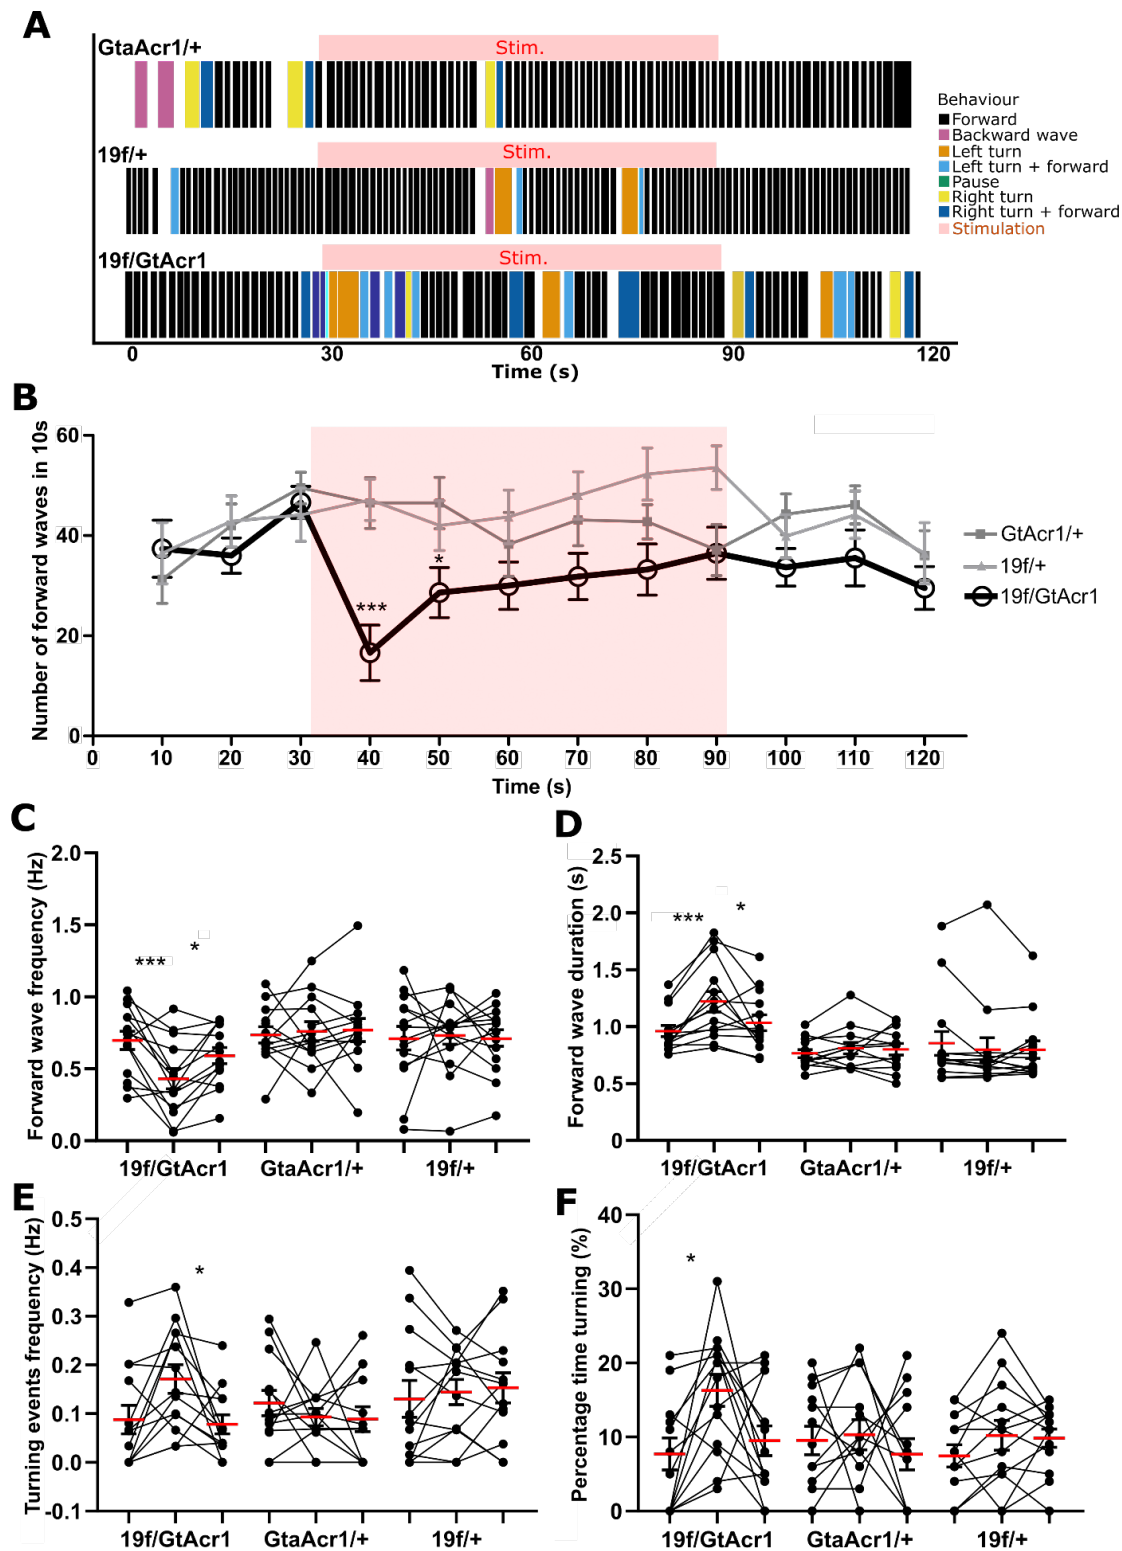 A
GtaAcr1/+
Stim.
19f/+
Stim.
19f/GtAcr1
Stim.
0 30 60 90 120
Time (s)
Behaviour
Forward
Backward wave
Left turn
Left turn + forward
Pause
Right turn
Right turn + forward
Stimulation
B
Number of forward waves in 10s
60
40
20
0
*
***
0 10 20 30 40 50 60 70 80 90 100 110 120
Time (s)
GtAcr1/+
19f/+
19f/GtAcr1
C
Forward wave frequency (Hz)
2.0
1.5
1.0
0.5
0.0
*** *
19f/GtAcr1 GtaAcr1/+ 19f/+
D
Forward wave duration (s)
2.5
2.0
1.5
1.0
0.5
0
*** *
19f/GtAcr1 GtaAcr1/+ 19f/+
E
Turning events frequency (Hz)
0.5
0.4
0.3
0.2
0.1
0.0
-0.1
*
19f/GtAcr1 GtaAcr1/+ 19f/+
F
Percentage time turning (%)
40
30
20
10
0
*
19f/GtAcr1 GtaAcr1/+ 19f/+